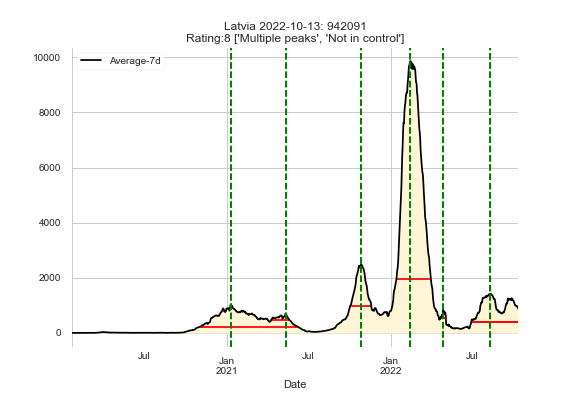 Latvia 2022-10-13: 942091
Rating:8 ['Multiple peaks', 'Not in control']
Average-7d
10000
8000
6000
4000
2000
0
Jul
Jan
2021
Jul
Jan
2022
Jul
Date